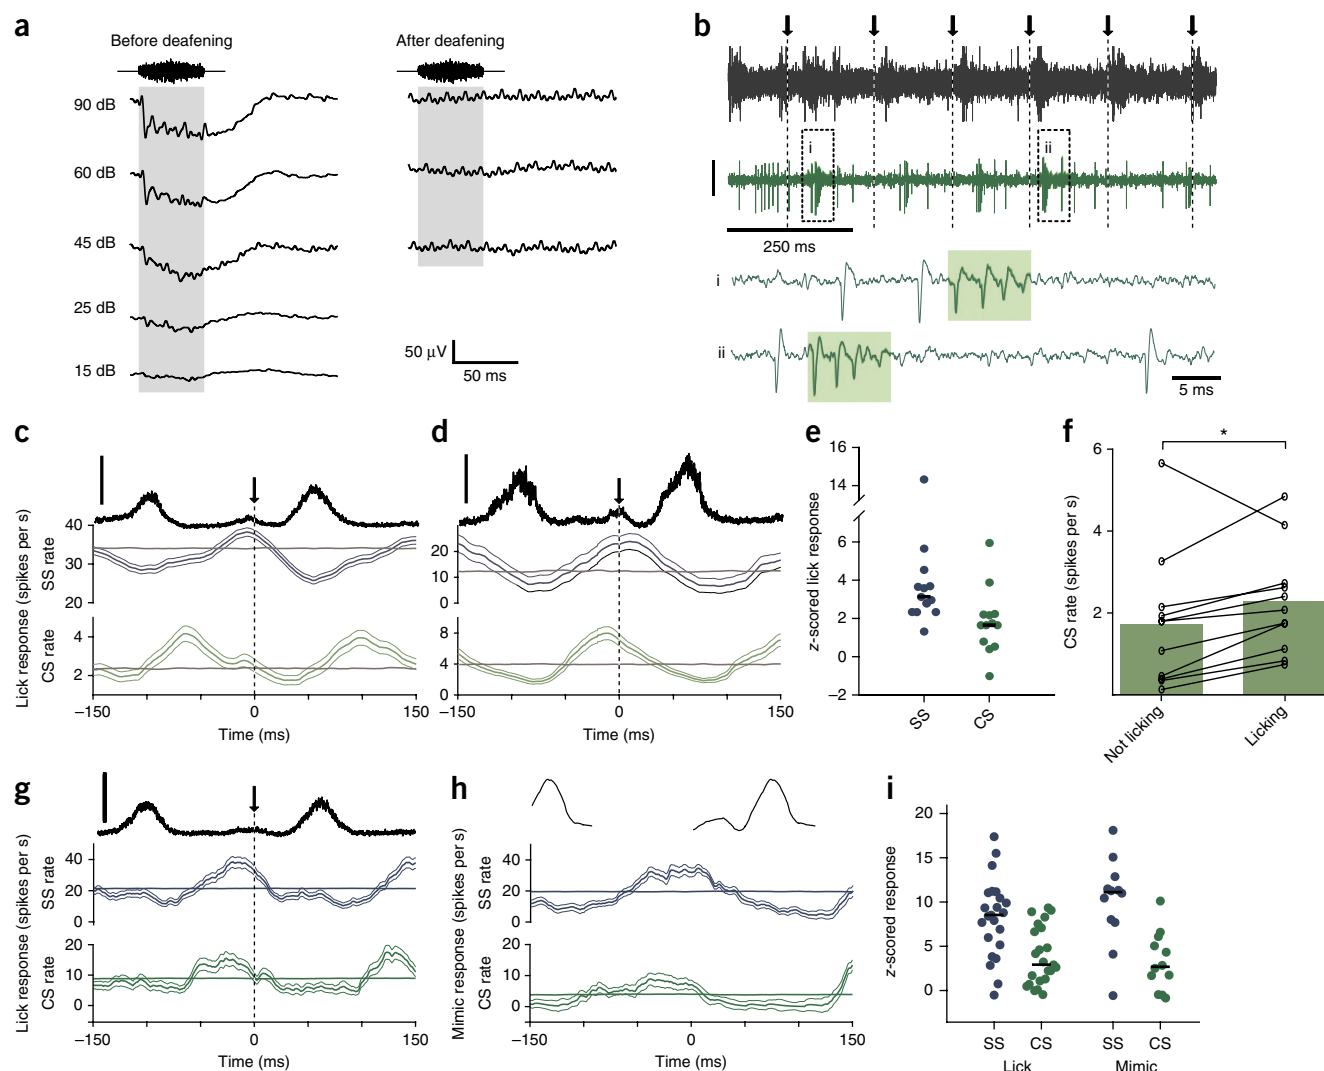 a
Before deafening
After deafening
90 dB
60 dB
45 dB
25 dB
15 dB
50 μV
50 ms
b
i
ii
250 ms
i
ii
5 ms
c
Lick response (spikes per s)
SS rate
CS rate
40
30
20
4
2
–150
0
150
Time (ms)
d
20
10
0
8
4
0
–150
0
150
Time (ms)
e
z-scored lick response
16
14
6
4
2
0
–2
SS
CS
f
CS rate (spikes per s)
6
4
2
*
Not licking
Licking
g
Lick response (spikes per s)
SS rate
CS rate
40
20
0
20
10
0
–150
0
150
Time (ms)
h
Mimic response (spikes per s)
SS rate
CS rate
40
20
0
20
10
0
–150
0
150
Time (ms)
i
z-scored response
20
15
10
5
0
SS
CS
SS
CS
Lick
Mimic